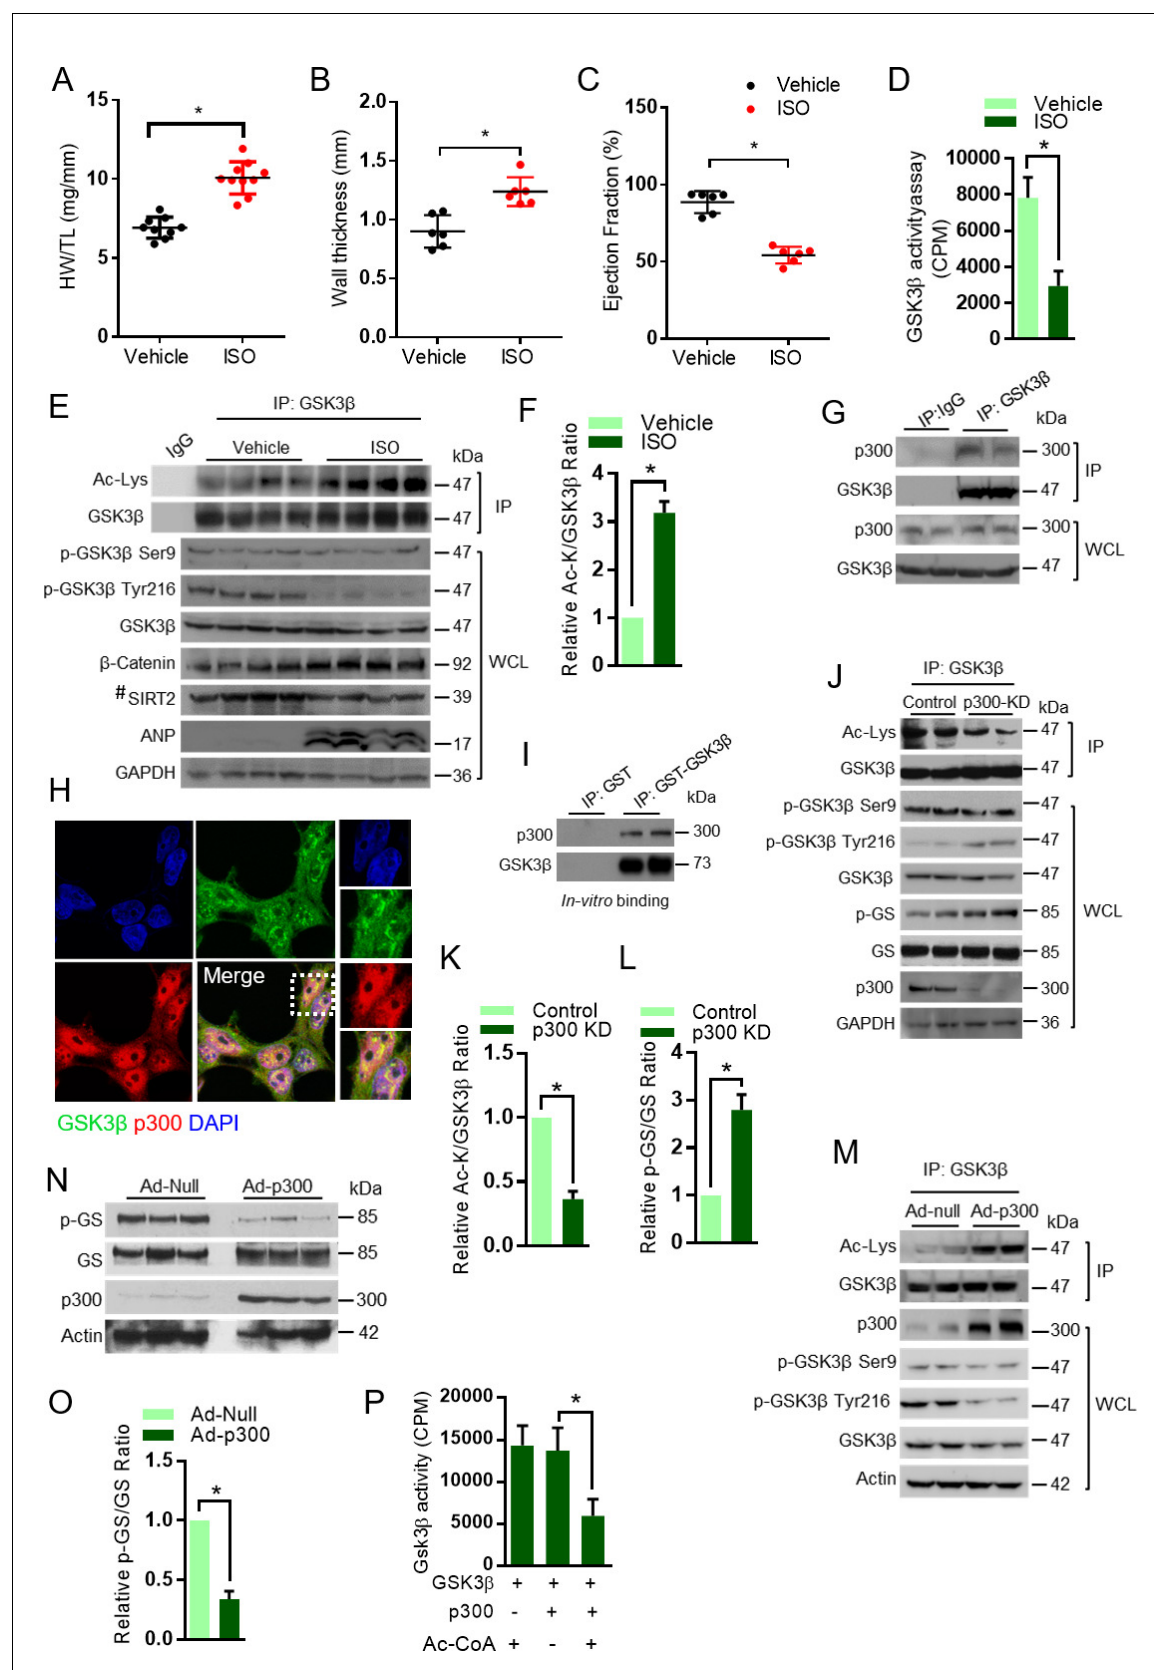 A
HW/TL (mg/mm)
15
10
5
0
*
Vehicle
ISO
B
Wall thickness (mm)
2.0
1.5
1.0
0.5
0.0
*
Vehicle
ISO
C
Vehicle
ISO
Ejection Fraction (%)
150
100
50
0
*
Vehicle
ISO
D
Vehicle
ISO
GSK3β activityassay
(CPM)
10000
8000
6000
4000
2000
0
*
E
IP: GSK3β
IgG
Vehicle
ISO
kDa
Ac-Lys
47
GSK3β
47
IP
p-GSK3β Ser9
47
p-GSK3β Tyr216
47
GSK3β
47
β-Catenin
92
WCL
#SIRT2
39
ANP
17
GAPDH
36
F
Vehicle
ISO
Relative Ac-K/GSK3β Ratio
4
3
2
1
0
*
G
IP:IgG
IP: GSK3β
kDa
p300
300
IP
GSK3β
47
p300
300
WCL
GSK3β
47
H
Merge
GSK3β p300 DAPI
I
IP: GST
IP: GST-GSK3β
kDa
p300
300
GSK3β
73
In-vitro binding
J
IP: GSK3β
Control
p300-KD
kDa
Ac-Lys
47
IP
GSK3β
47
p-GSK3β Ser9
47
p-GSK3β Tyr216
47
GSK3β
47
p-GS
85
WCL
GS
85
p300
300
GAPDH
36
K
Control
p300 KD
Relative Ac-K/GSK3β Ratio
1.5
1.0
0.5
0.0
*
L
Control
p300 KD
Relative p-GS/GS Ratio
4
3
2
1
0
*
M
IP: GSK3β
Ad-null
Ad-p300
kDa
Ac-Lys
47
IP
GSK3β
47
p300
300
p-GSK3β Ser9
47
p-GSK3β Tyr216
47
WCL
GSK3β
47
Actin
42
N
Ad-Null
Ad-p300
kDa
p-GS
85
GS
85
p300
300
Actin
42
O
Ad-Null
Ad-p300
Relative p-GS/GS Ratio
1.5
1.0
0.5
0.0
*
P
Gsk3β activity (CPM)
20000
15000
10000
5000
0
*
GSK3β + + +
p300 - + +
Ac-CoA + - +